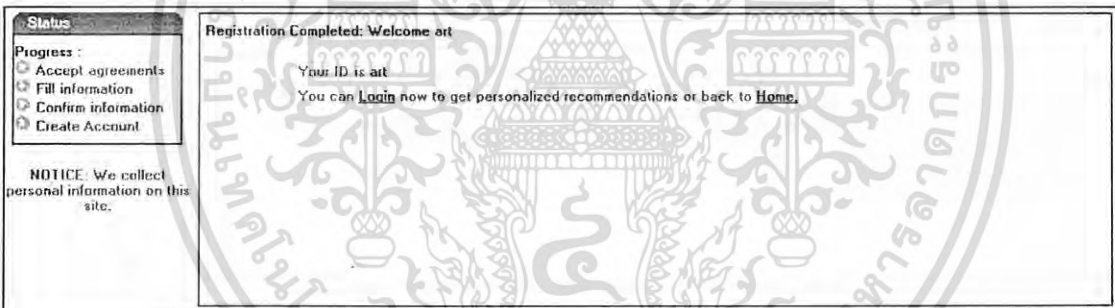 Status
Progress :
Accept agreements
Fill information
Confirm information
Create Account
NOTICE: We collect
personal information on this
site.
Registration Completed: Welcome art
Your ID is art
You can Login now to get personalized recommendations or back to Home.